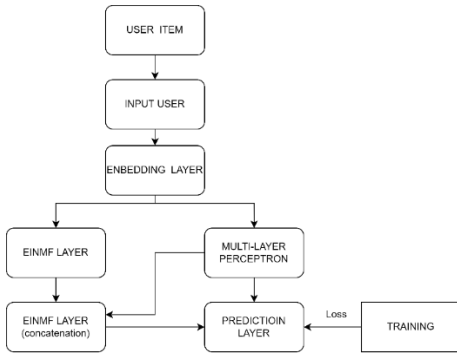 USER ITEM
INPUT USER
ENBEDDING LAYER
EINMF LAYER
MULTI-LAYER
PERCEPTRON
EINMF LAYER
(concatenation)
PREDICTIOIN
LAYER
Loss
TRAINING